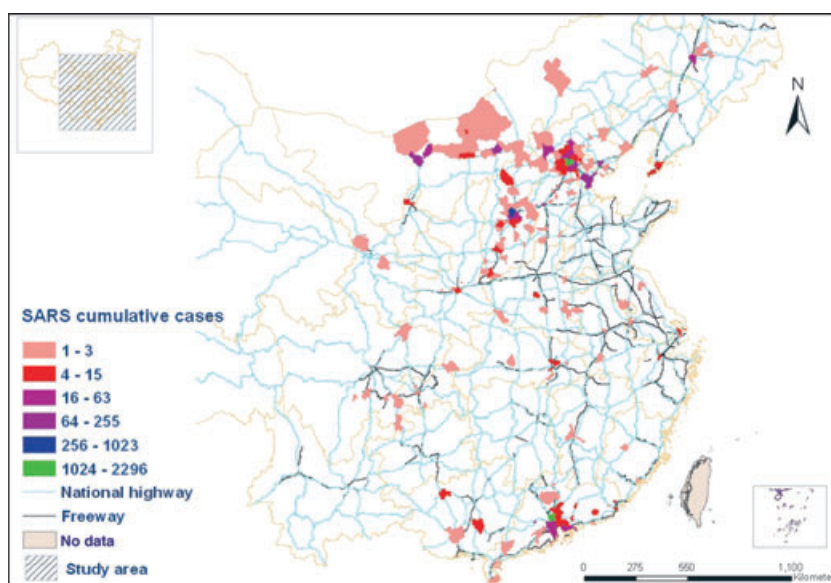 N
SARS cumulative cases
1 - 3
4 - 15
16 - 63
64 - 255
256 - 1023
1024 - 2296
National highway
Freeway
No data
Study area
0 275 550 1,100
Kilomete